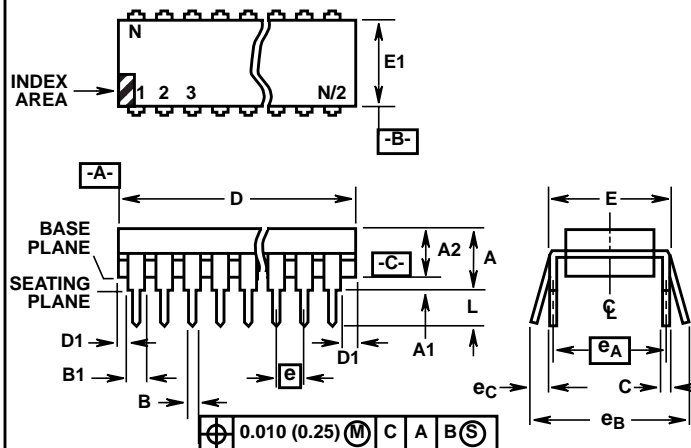 N
E1
INDEX
AREA
1 2 3 N/2
-B-
-A-
D
E
BASE
PLANE
A2
A
-C-
SEATING
PLANE
L
C
L
D1
A1
D1
eA
B1
e
eC
C
B
eB
0.010 (0.25) M C A B S